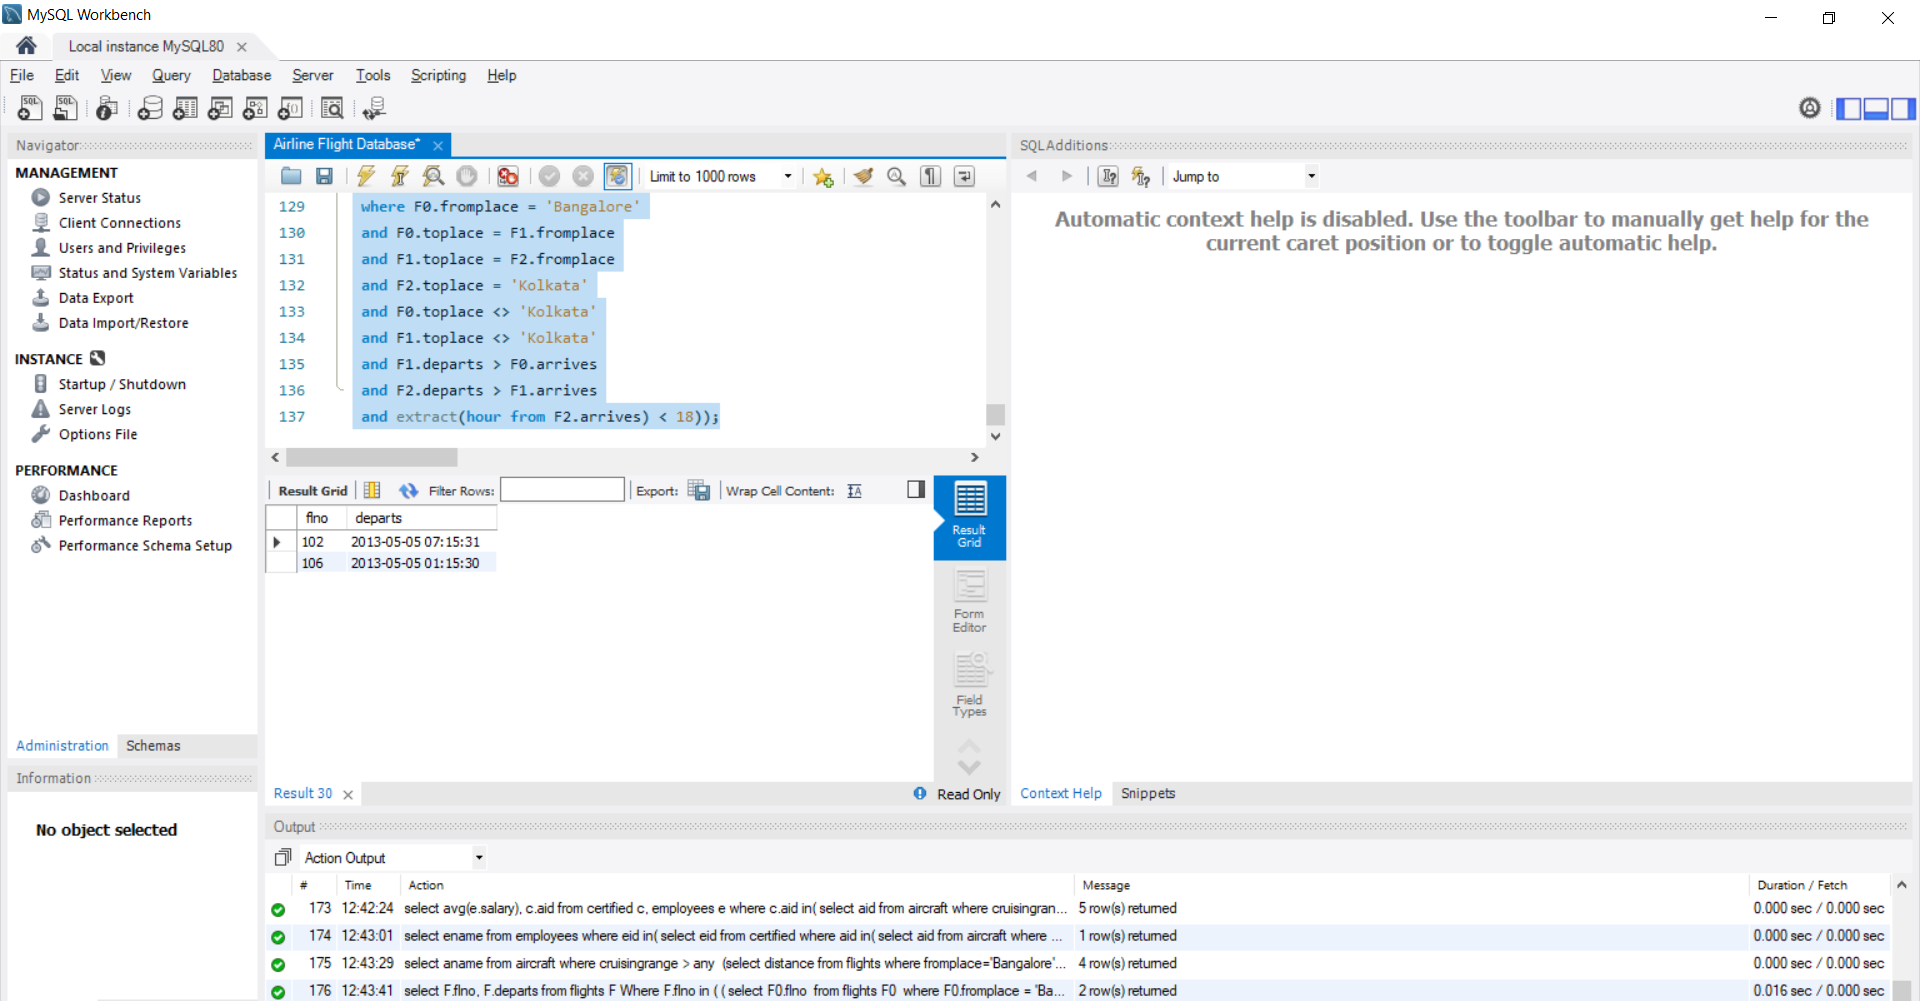 MySQL Workbench
Local instance MySQL80
File Edit View Query Database Server Tools Scripting Help
Navigator
MANAGEMENT
Server Status
Client Connections
Users and Privileges
Status and System Variables
Data Export
Data Import/Restore
INSTANCE
Startup / Shutdown
Server Logs
Options File
PERFORMANCE
Dashboard
Performance Reports
Performance Schema Setup
Administration Schemas
Information
No object selected
Airline Flight Database*
Limit to 1000 rows
129 where F0.fromplace = 'Bangalore'
130 and F0.toplace = F1.fromplace
131 and F1.toplace = F2.fromplace
132 and F2.toplace = 'Kolkata'
133 and F0.toplace <> 'Kolkata'
134 and F1.toplace <> 'Kolkata'
135 and F1.departs > F0.arrives
136 and F2.departs > F1.arrives
137 and extract(hour from F2.arrives) < 18));
Result Grid Filter Rows: Export: Wrap Cell Content:
flno departs
102 2013-05-05 07:15:31
106 2013-05-05 01:15:30
Result
Grid
Form
Editor
Field
Types
Result 30
Read Only
SQLAdditions
Jump to
Automatic context help is disabled. Use the toolbar to manually get help for the
current caret position or to toggle automatic help.
Context Help Snippets
Output
Action Output
# Time Action Message Duration / Fetch
173 12:42:24 select avg(e.salary), c.aid from certified c, employees e where c.aid in( select aid from aircraft where cruisingran... 5 row(s) returned 0.000 sec / 0.000 sec
174 12:43:01 select ename from employees where eid in( select eid from certified where aid in( select aid from aircraft where ... 1 row(s) returned 0.000 sec / 0.000 sec
175 12:43:29 select aname from aircraft where cruisingrange > any (select distance from flights where fromplace='Bangalore'... 4 row(s) returned 0.000 sec / 0.000 sec
176 12:43:41 select F.flno, F.departs from flights F Where F.flno in ( ( select F0.flno from flights F0 where F0.fromplace = 'Ba... 2 row(s) returned 0.016 sec / 0.000 sec